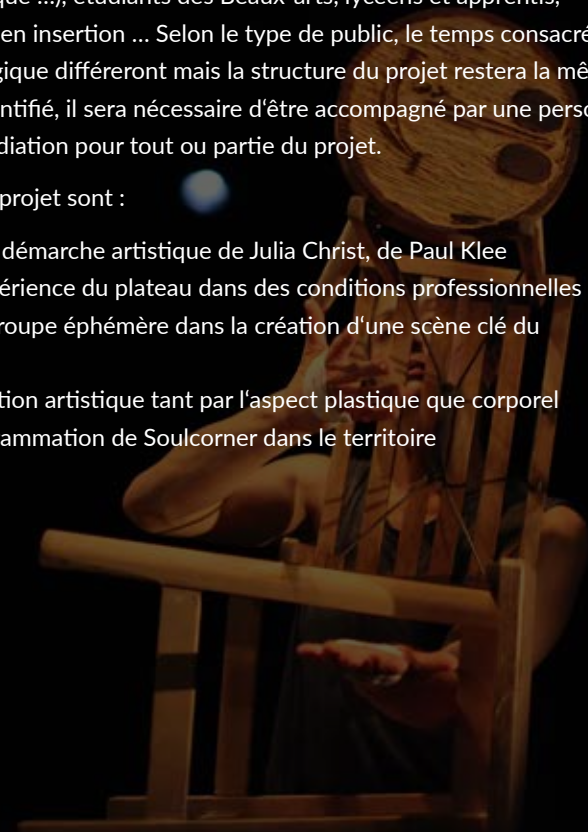 que ...), étudiants des Beaux-arts, lycéens et apprentis,
en insertion ... Selon le type de public, le temps consacré
gique différeront mais la structure du projet restera la mê
ntifié, il sera nécessaire d‘être accompagné par une perso
diation pour tout ou partie du projet.
projet sont :
démarche artistique de Julia Christ, de Paul Klee
érience du plateau dans des conditions professionnelles
roupe éphémère dans la création d‘une scène clé du
tion artistique tant par l‘aspect plastique que corporel
ammation de Soulcorner dans le territoire